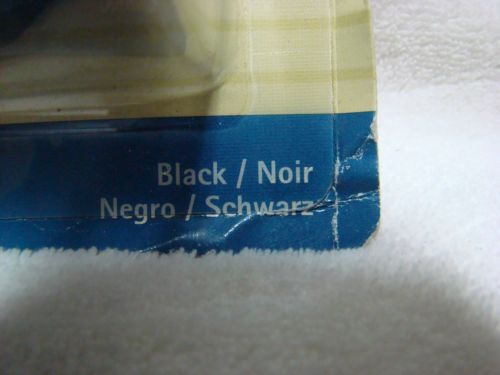 Black / Noir
Negro / Schwarz